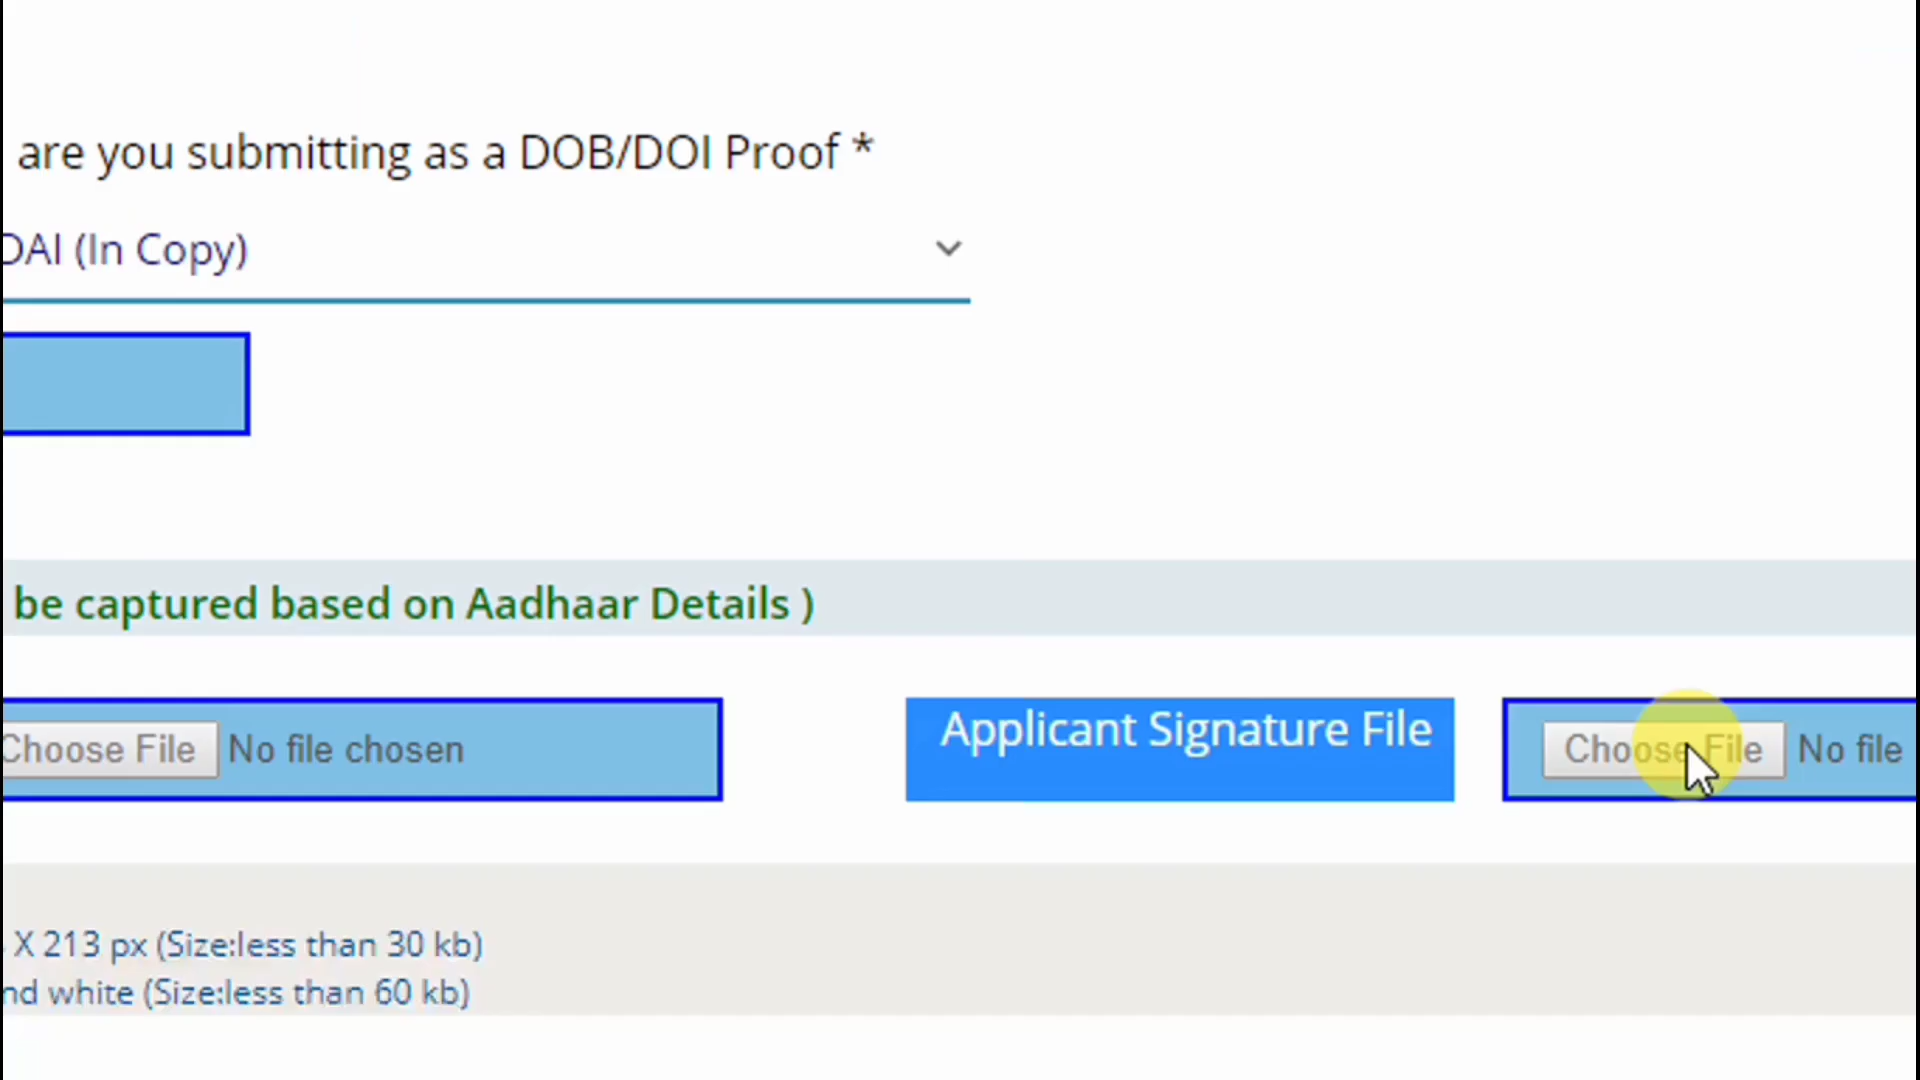 are you submitting as a DOB/DOI Proof *
DAI (In Copy)
be captured based on Aadhaar Details )
Choose File No file chosen
Applicant Signature File
Choose File No file
X 213 px (Size:less than 30 kb)
nd white (Size:less than 60 kb)